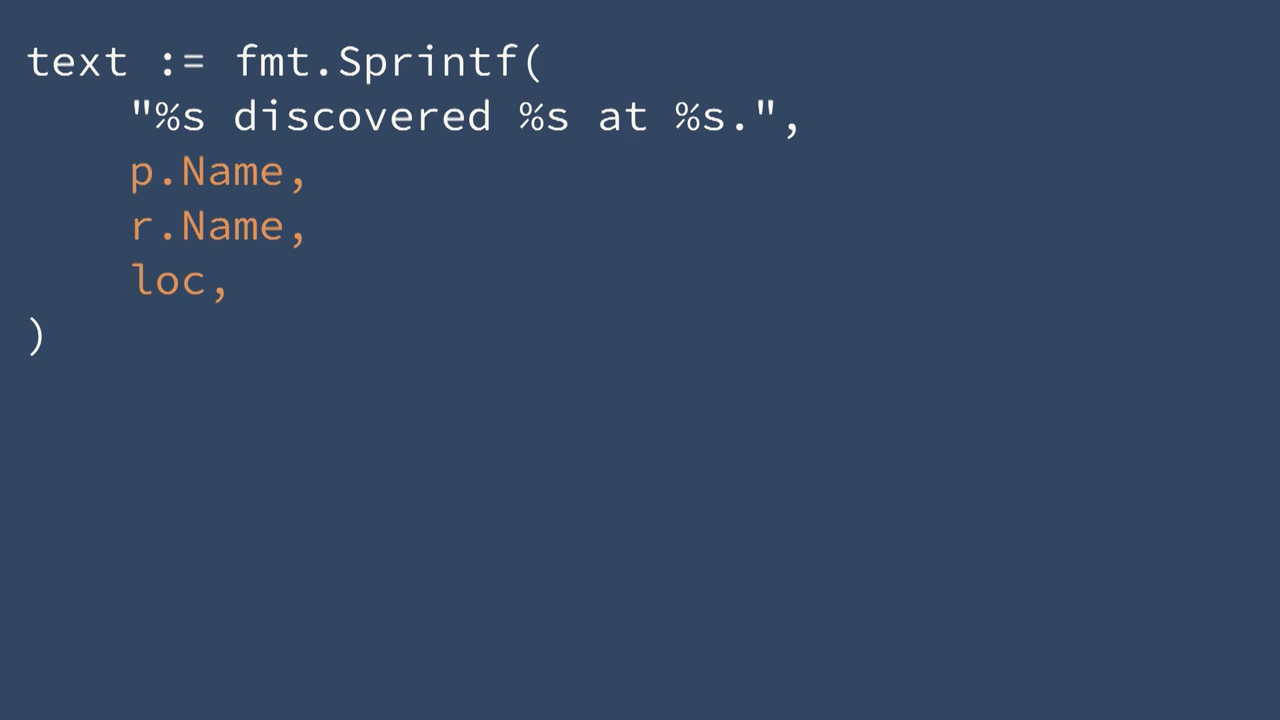 text := fmt.Sprintf(
    "%s discovered %s at %s.",
    p.Name,
    r.Name,
    loc,
)